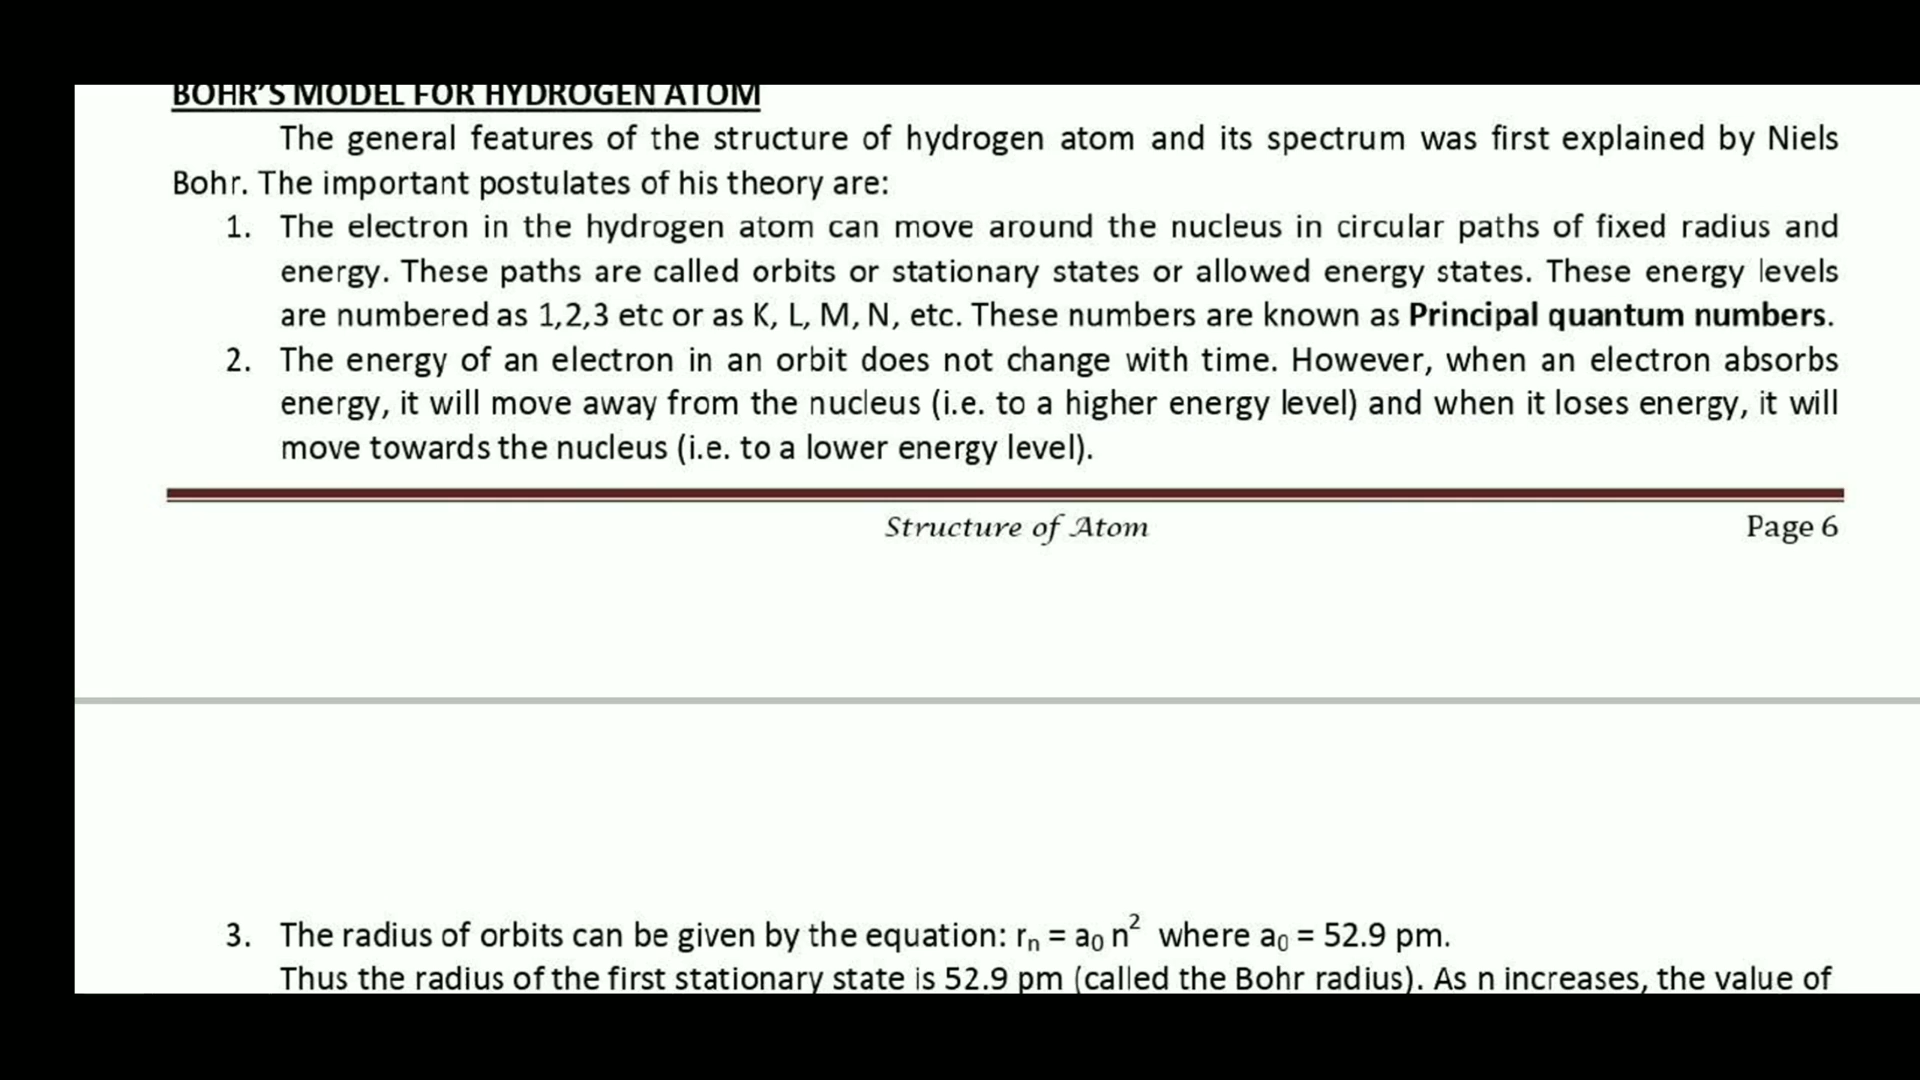 BOHR'S MODEL FOR HYDROGEN ATOM
The general features of the structure of hydrogen atom and its spectrum was first explained by Niels
Bohr. The important postulates of his theory are:
1. The electron in the hydrogen atom can move around the nucleus in circular paths of fixed radius and
energy. These paths are called orbits or stationary states or allowed energy states. These energy levels
are numbered as 1,2,3 etc or as K, L, M, N, etc. These numbers are known as Principal quantum numbers.
2. The energy of an electron in an orbit does not change with time. However, when an electron absorbs
energy, it will move away from the nucleus (i.e. to a higher energy level) and when it loses energy, it will
move towards the nucleus (i.e. to a lower energy level).
Structure of Atom Page 6
3. The radius of orbits can be given by the equation: rₙ = a₀ n² where a₀ = 52.9 pm.
Thus the radius of the first stationary state is 52.9 pm (called the Bohr radius). As n increases, the value of